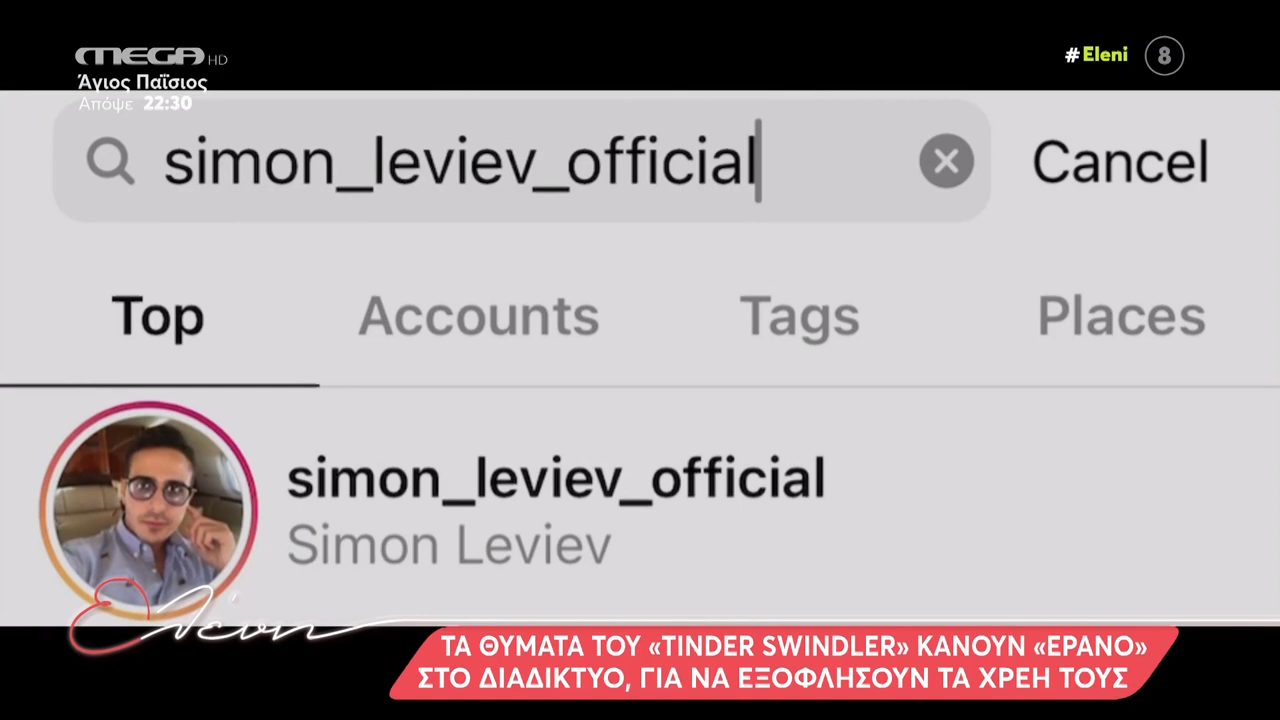 MEGA HD
Άγιος Παΐσιος
Απόψε 22:30
#Eleni 8
simon_leviev_official
Cancel
Top Accounts Tags Places
simon_leviev_official
Simon Leviev
Ελένη
ΤΑ ΘΥΜΑΤΑ ΤΟΥ «TINDER SWINDLER» ΚΑΝΟΥΝ «ΕΡΑΝΟ»
ΣΤΟ ΔΙΑΔΙΚΤΥΟ, ΓΙΑ ΝΑ ΕΞΟΦΛΗΣΟΥΝ ΤΑ ΧΡΕΗ ΤΟΥΣ